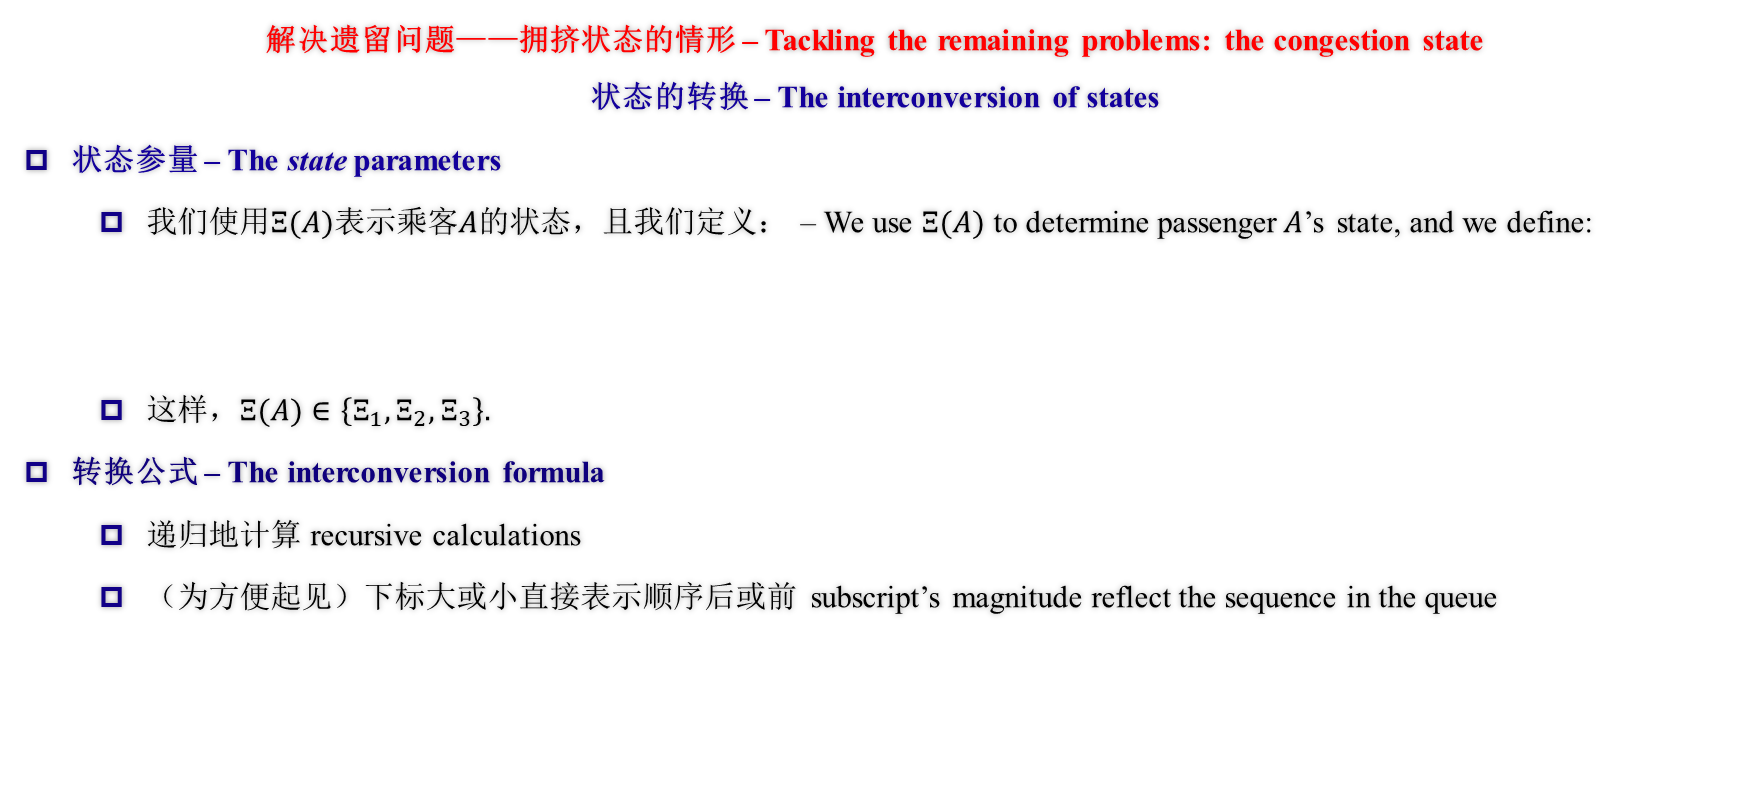 解决遗留问题——拥挤状态的情形 – Tackling the remaining problems: the congestion state
状态的转换 – The interconversion of states
状态参量 – The state parameters
我们使用Ξ(A)表示乘客A的状态，且我们定义： – We use Ξ(A) to determine passenger A’s state, and we define:
这样，Ξ(A) ∈ {Ξ₁, Ξ₂, Ξ₃}.
转换公式 – The interconversion formula
递归地计算 recursive calculations
（为方便起见）下标大或小直接表示顺序后或前 subscript’s magnitude reflect the sequence in the queue